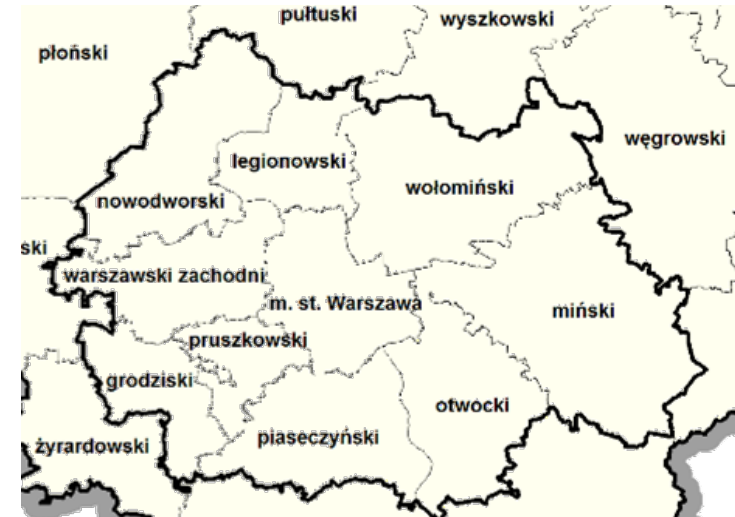 pułtuski
wyszkowski
płoński
węgrowski
legionowski
wołomiński
nowodworski
ski
warszawski zachodni
m. st. Warszawa
miński
pruszkowski
grodziski
otwocki
piaseczyński
żyrardowski